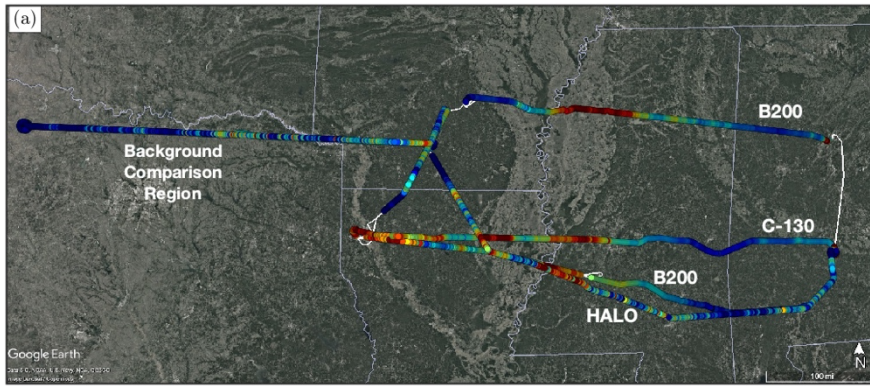 (a)
B200
Background
Comparison
Region
C-130
B200
HALO
Google Earth
N
100 mi